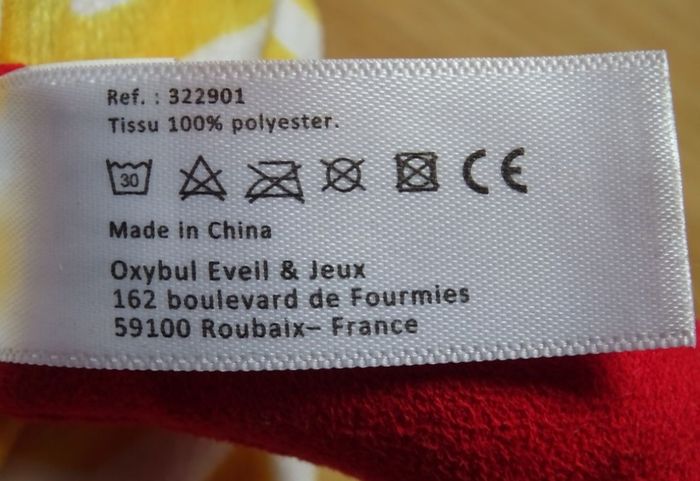 Ref. : 322901
Tissu 100% polyester.
30 CE
Made in China
Oxybul Eveil & Jeux
162 boulevard de Fourmies
59100 Roubaix– France